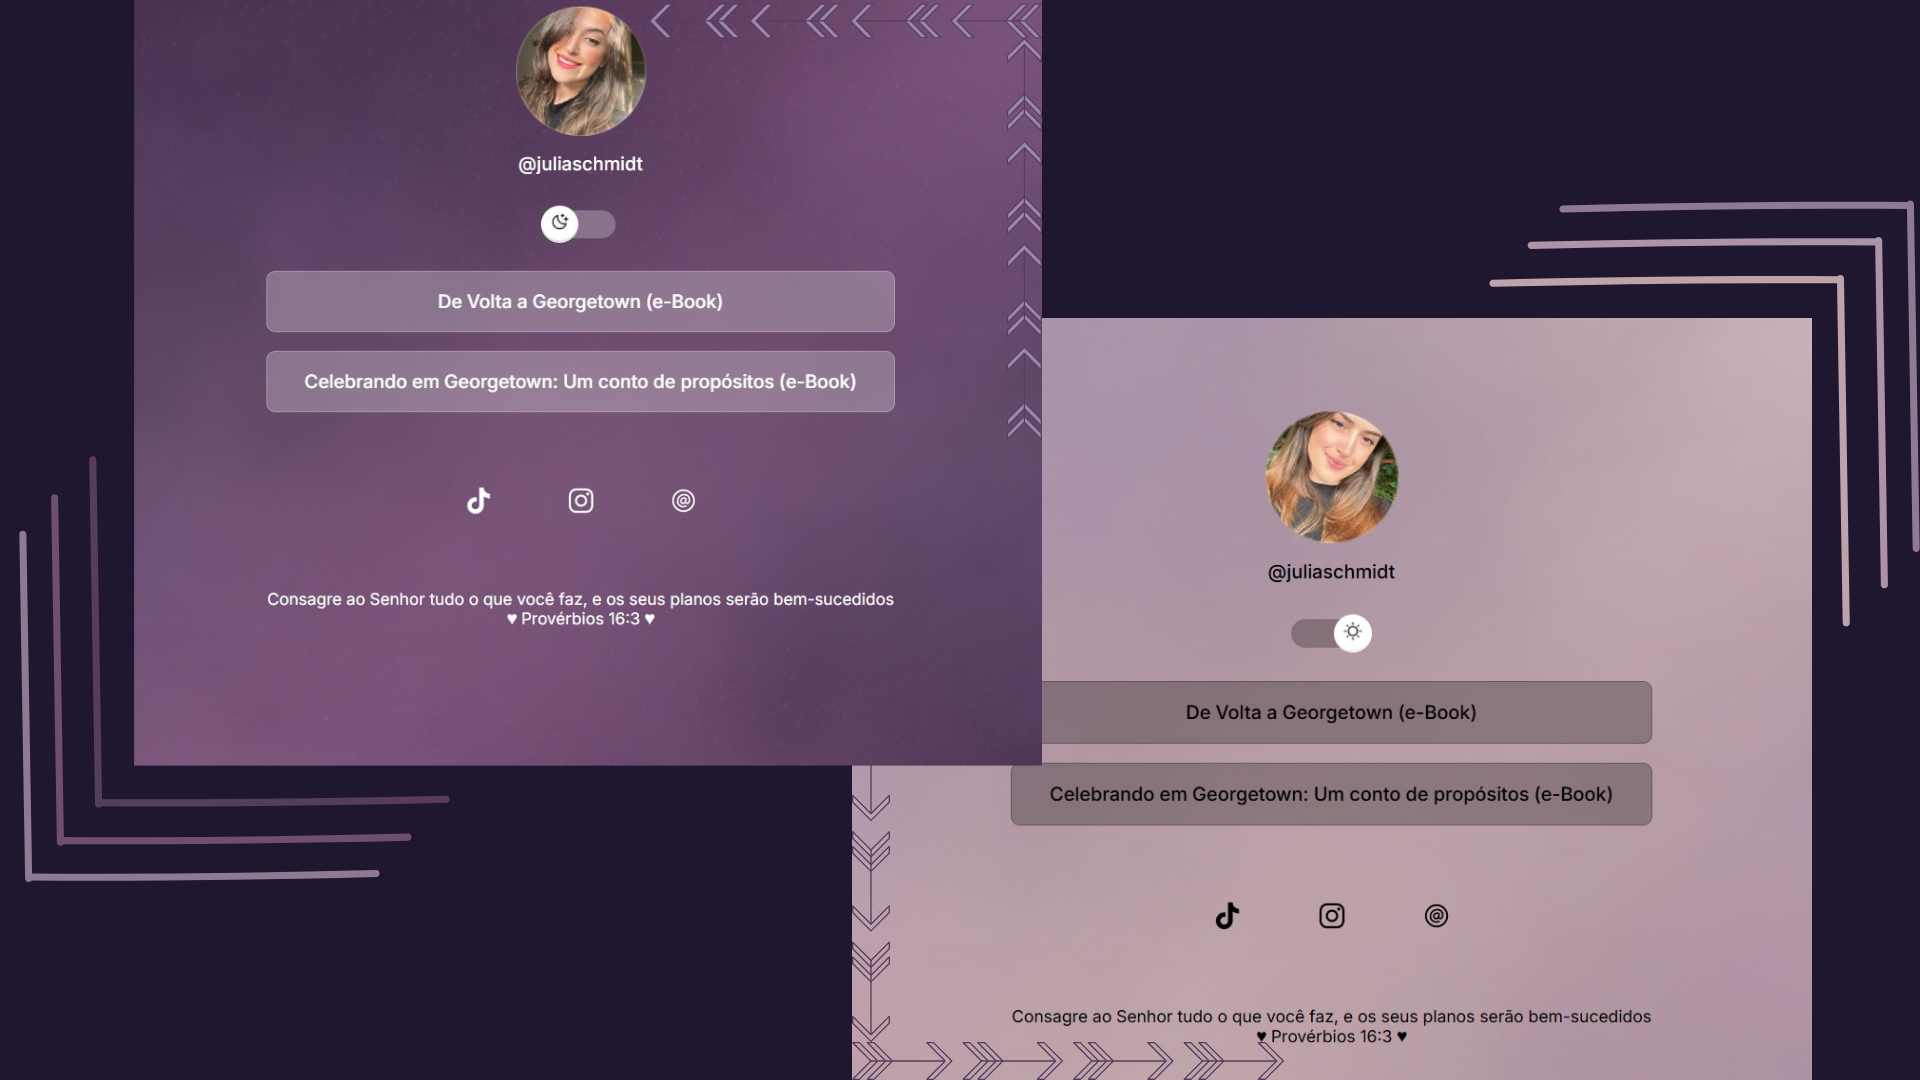 @juliaschmidt
De Volta a Georgetown (e-Book)
Celebrando em Georgetown: Um conto de propósitos (e-Book)
Consagre ao Senhor tudo o que você faz, e os seus planos serão bem-sucedidos
♥ Provérbios 16:3 ♥
@juliaschmidt
De Volta a Georgetown (e-Book)
Celebrando em Georgetown: Um conto de propósitos (e-Book)
Consagre ao Senhor tudo o que você faz, e os seus planos serão bem-sucedidos
♥ Provérbios 16:3 ♥